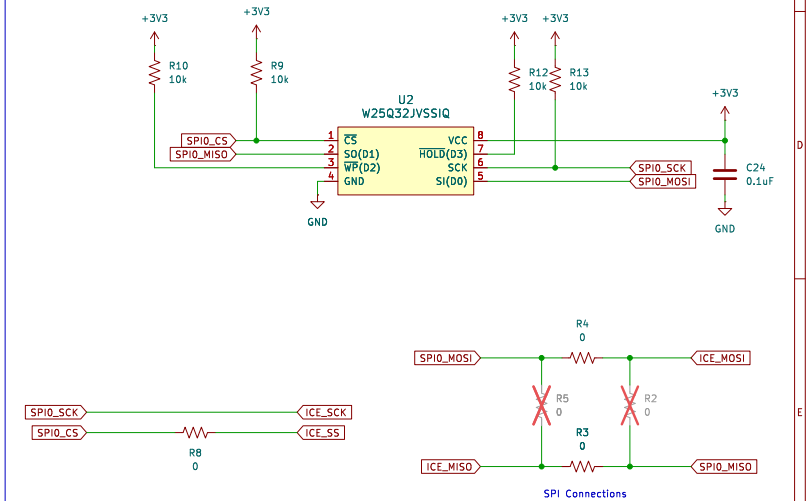 +3V3
+3V3
+3V3
+3V3
R10
10k
R9
10k
R12
10k
R13
10k
U2
W25Q32JVSSIQ
+3V3
SPI0_CS
1
CS
VCC
8
SPI0_MISO
2
SO(D1)
HOLD(D3)
7
3
WP(D2)
SCK
6
SPI0_SCK
4
GND
SI(D0)
5
SPI0_MOSI
C24
0.1uF
GND
GND
D
R4
0
SPI0_MOSI
ICE_MOSI
R5
0
R2
0
SPI0_SCK
ICE_SCK
E
SPI0_CS
ICE_SS
R8
0
R3
0
ICE_MISO
SPI0_MISO
SPI Connections